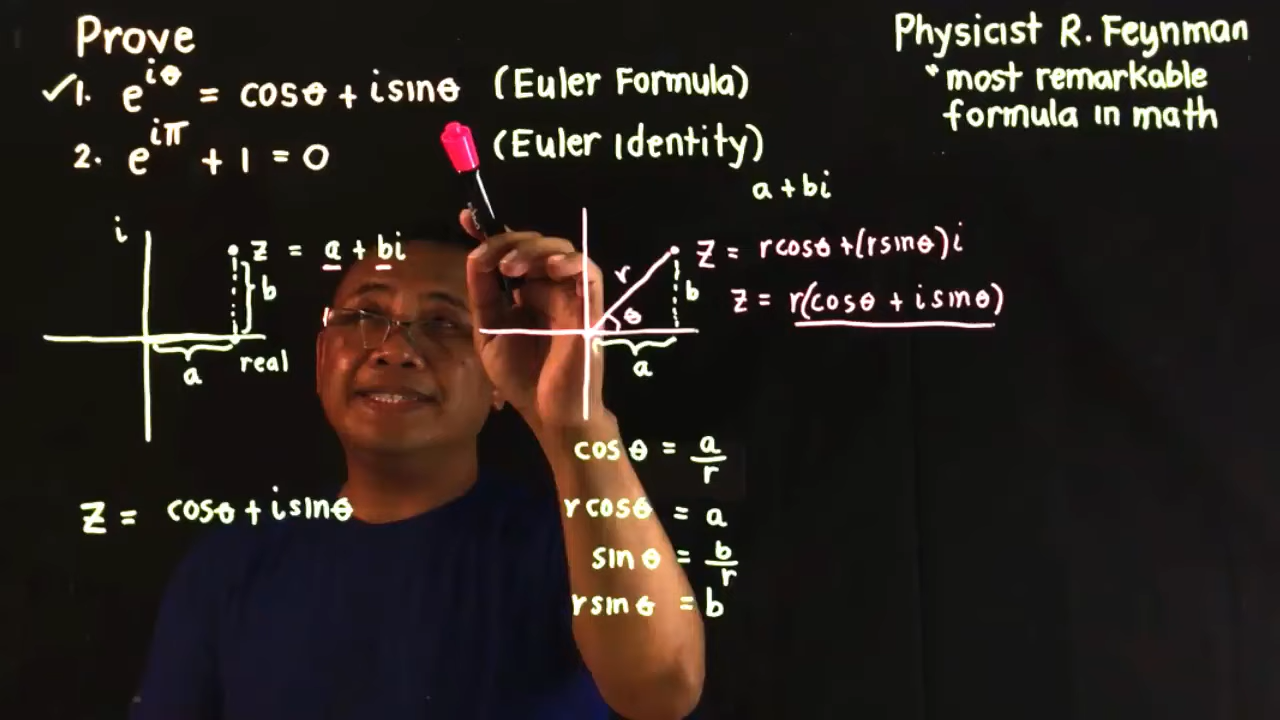 Prove
✓1. e^{iθ} = cosθ + isinθ (Euler Formula)
2. e^{iπ} + 1 = 0 (Euler Identity)
Physicist R. Feynman
"most remarkable
formula in math
a + bi
i
z = a + bi
b
a
real
r
θ
b
a
z = rcosθ + (rsinθ)i
z = r(cosθ + isinθ)
cosθ = a/r
rcosθ = a
sinθ = b/r
rsinθ = b
z = cosθ + isinθ